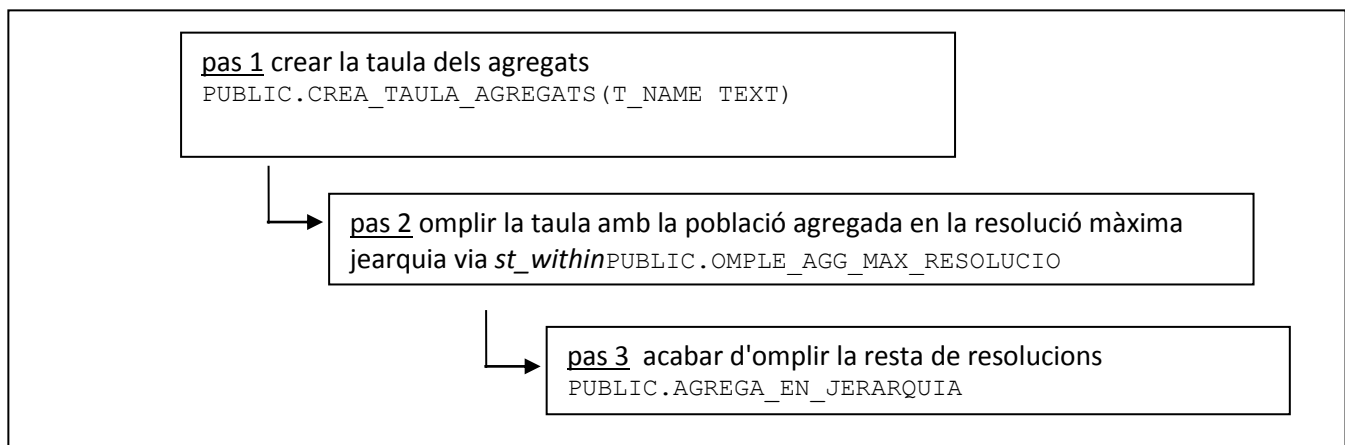 pas 1 crear la taula dels agregats
PUBLIC.CREA_TAULA_AGREGATS(T_NAME TEXT)
pas 2 omplir la taula amb la població agregada en la resolució màxima
jearquia via st_withinPUBLIC.OMPLE_AGG_MAX_RESOLUCIO
pas 3 acabar d'omplir la resta de resolucions
PUBLIC.AGREGA_EN_JERARQUIA